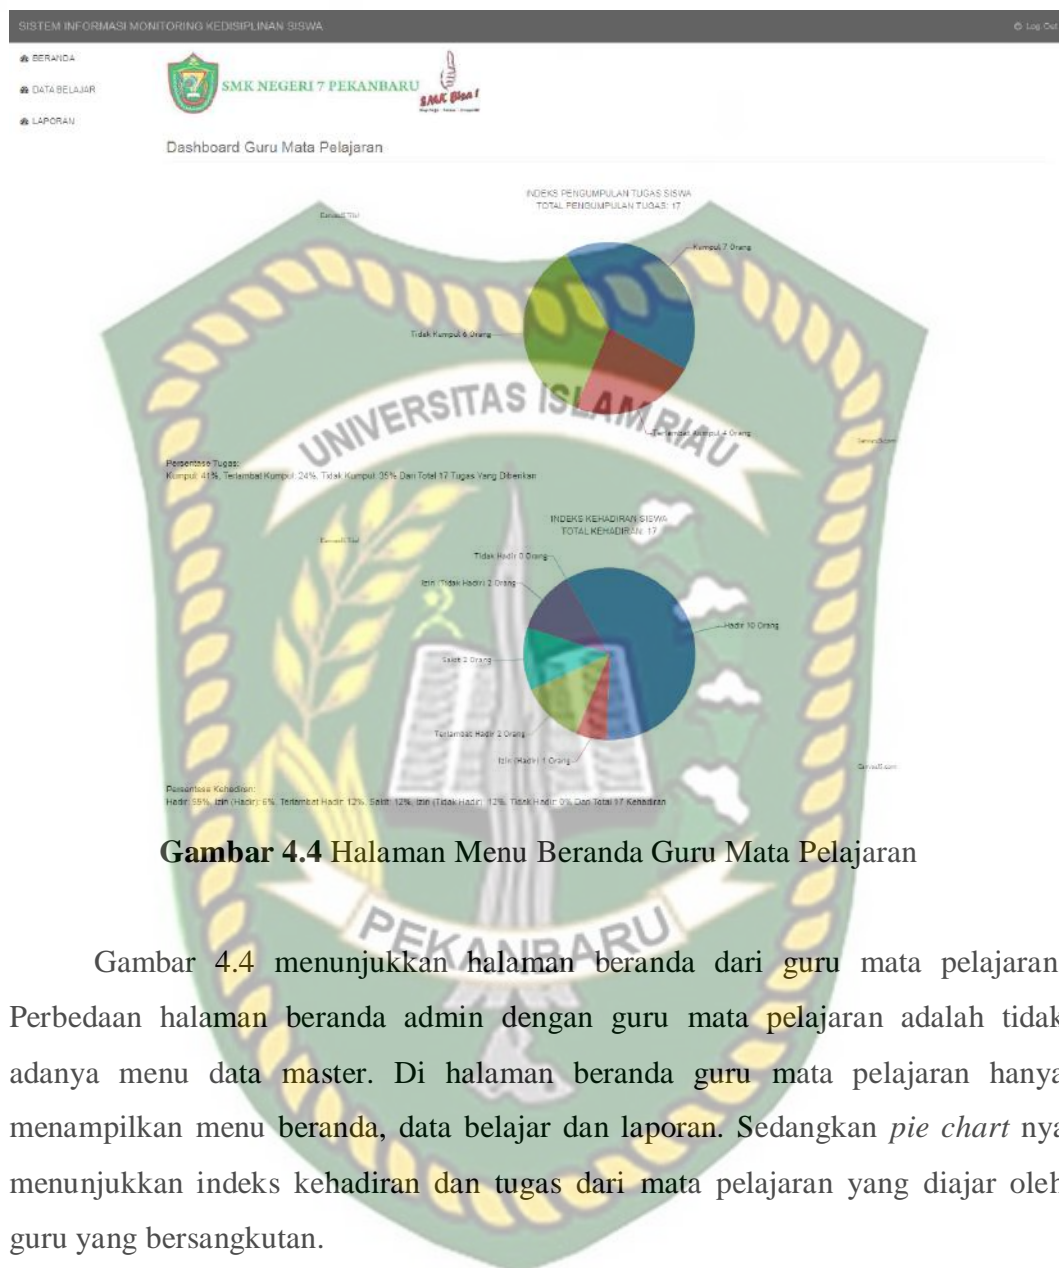 SISTEM INFORMASI MONITORING KEDISIPLINAN SISWA
Log Out
BERANDA
DATA BELAJAR
LAPORAN
SMK NEGERI 7 PEKANBARU
SMK Bisa!
Dashboard Guru Mata Pelajaran
INDEKS PENGUMPULAN TUGAS SISWA
TOTAL PENGUMPULAN TUGAS: 17
Kumpul 7 Orang
Tidak Kumpul 6 Orang
Terlambat Kumpul 4 Orang
UNIVERSITAS ISLAM RIAU
Persentase Tugas:
Kumpul: 41%, Terlambat Kumpul: 24%, Tidak Kumpul: 35% Dari Total 17 Tugas Yang Diberikan
INDEKS KEHADIRAN SISWA
TOTAL KEHADIRAN: 17
Tidak Hadir 0 Orang
Izin (Tidak Hadir) 2 Orang
Hadir 10 Orang
Sakit 2 Orang
Terlambat Hadir 2 Orang
Izin (Hadir) 1 Orang
Persentase Kehadiran:
Izin (Hadir): 6%, Terlambat Hadir: 12%, Sakit: 12%, Izin (Tidak Hadir): 12%, Tidak Hadir: 0% Dari Total 17 Kehadiran
Gambar 4.4 Halaman Menu Beranda Guru Mata Pelajaran
PEKANBARU
Gambar 4.4 menunjukkan halaman beranda dari guru mata pelajaran
Perbedaan halaman beranda admin dengan guru mata pelajaran adalah tidak
adanya menu data master. Di halaman beranda guru mata pelajaran hanya
menampilkan menu beranda, data belajar dan laporan. Sedangkan pie chart nya
menunjukkan indeks kehadiran dan tugas dari mata pelajaran yang diajar oleh
guru yang bersangkutan.